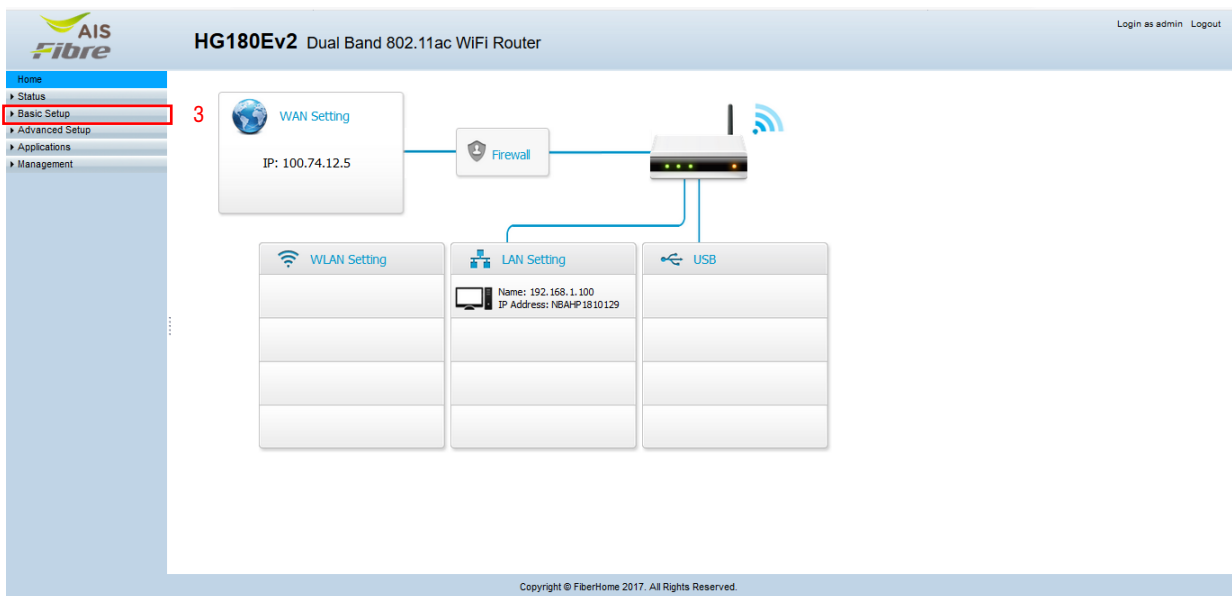 AIS
Fibre
HG180Ev2 Dual Band 802.11ac WiFi Router
Login as admin Logout
Home
Status
Basic Setup
Advanced Setup
Applications
Management
3
WAN Setting
IP: 100.74.12.5
Firewall
WLAN Setting
LAN Setting
Name: 192.168.1.100
IP Address: NBAHP1810129
USB
Copyright © FiberHome 2017. All Rights Reserved.